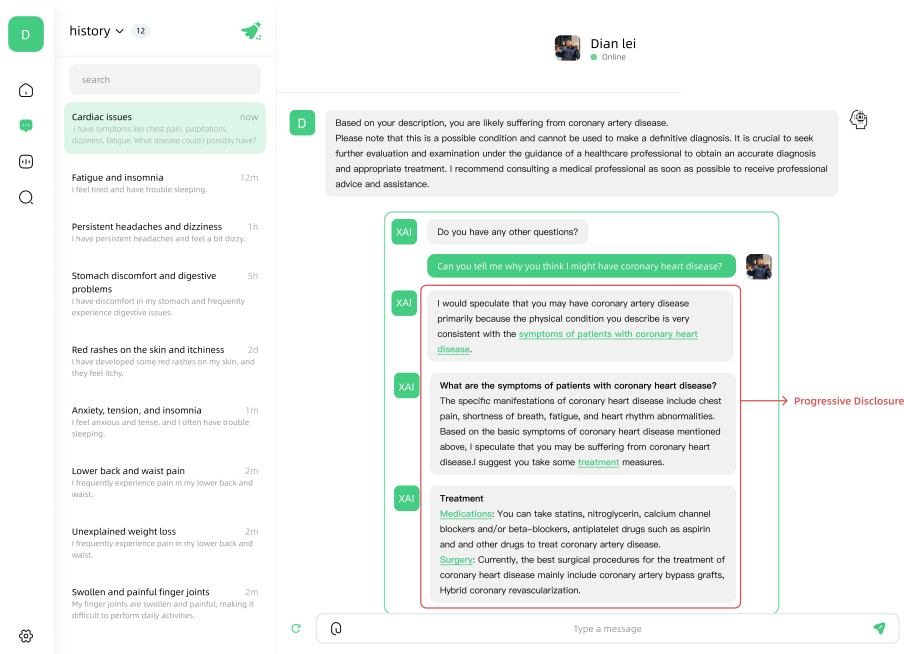 D
history 12
search
Cardiac issues now
I have symptoms like chest pain, palpitations,
dizziness, fatigue. What disease could I possibly have?
Fatigue and insomnia 12m
I feel tired and have trouble sleeping.
Persistent headaches and dizziness 1h
I have persistent headaches and feel a bit dizzy.
Stomach discomfort and digestive 5h
problems
I have discomfort in my stomach and frequently
experience digestive issues.
Red rashes on the skin and itchiness 2d
I have developed some red rashes on my skin, and
they feel itchy.
Anxiety, tension, and insomnia 1m
I feel anxious and tense, and I often have trouble
sleeping.
Lower back and waist pain 2m
I frequently experience pain in my lower back and
waist.
Unexplained weight loss 2m
I frequently experience pain in my lower back and
waist.
Swollen and painful finger joints 2m
My finger joints are swollen and painful, making it
difficult to perform daily activities.
Dian lei
Online
D
Based on your description, you are likely suffering from coronary artery disease.
Please note that this is a possible condition and cannot be used to make a definitive diagnosis. It is crucial to seek
further evaluation and examination under the guidance of a healthcare professional to obtain an accurate diagnosis
and appropriate treatment. I recommend consulting a medical professional as soon as possible to receive professional
advice and assistance.
XAI
Do you have any other questions?
Can you tell me why you think I might have coronary heart disease?
XAI
I would speculate that you may have coronary artery disease
primarily because the physical condition you describe is very
consistent with the symptoms of patients with coronary heart
disease.
XAI
What are the symptoms of patients with coronary heart disease?
The specific manifestations of coronary heart disease include chest
pain, shortness of breath, fatigue, and heart rhythm abnormalities.
Based on the basic symptoms of coronary heart disease mentioned
above, I speculate that you may be suffering from coronary heart
disease.I suggest you take some treatment measures.
Progressive Disclosure
XAI
Treatment
Medications: You can take statins, nitroglycerin, calcium channel
blockers and/or beta-blockers, antiplatelet drugs such as aspirin
and and other drugs to treat coronary artery disease.
Surgery: Currently, the best surgical procedures for the treatment of
coronary heart disease mainly include coronary artery bypass grafts,
Hybrid coronary revascularization.
Type a message